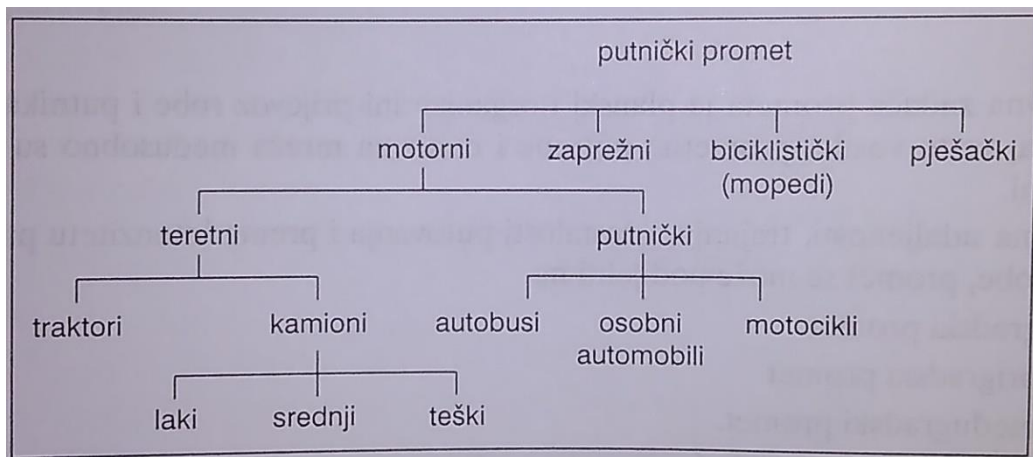 putnički promet
motorni zaprežni biciklistički pješački
(mopedi)
teretni putnički
traktori kamioni autobusi osobni motocikli
automobili
laki srednji teški